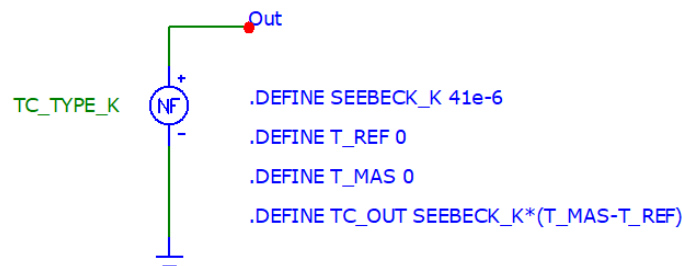 Out
TC_TYPE_K
+
NF
-
.DEFINE SEEBECK_K 41e-6
.DEFINE T_REF 0
.DEFINE T_MAS 0
.DEFINE TC_OUT SEEBECK_K*(T_MAS-T_REF)